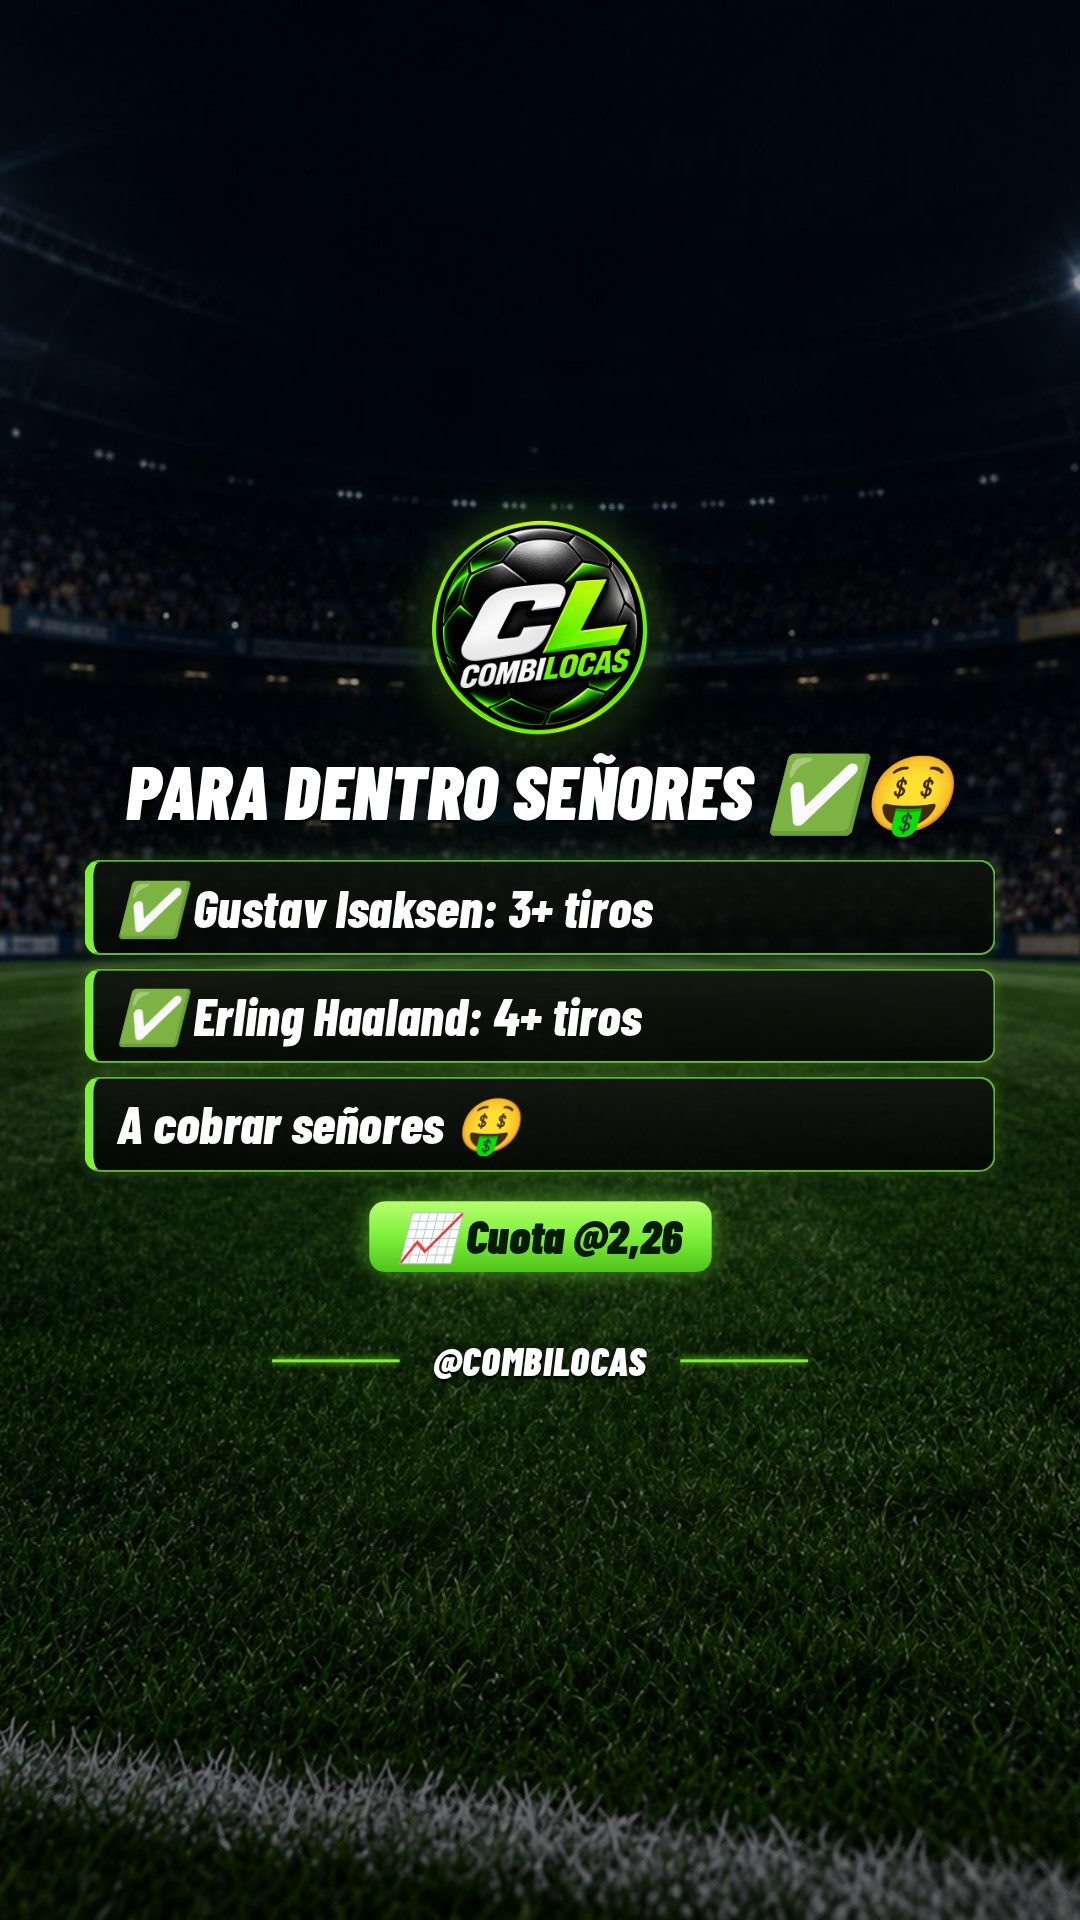 CL
COMBILOCAS
PARA DENTRO SEÑORES ✅🤑
✅ Gustav Isaksen: 3+ tiros
✅ Erling Haaland: 4+ tiros
A cobrar señores 🤑
📈 Cuota @2,26
@COMBILOCAS